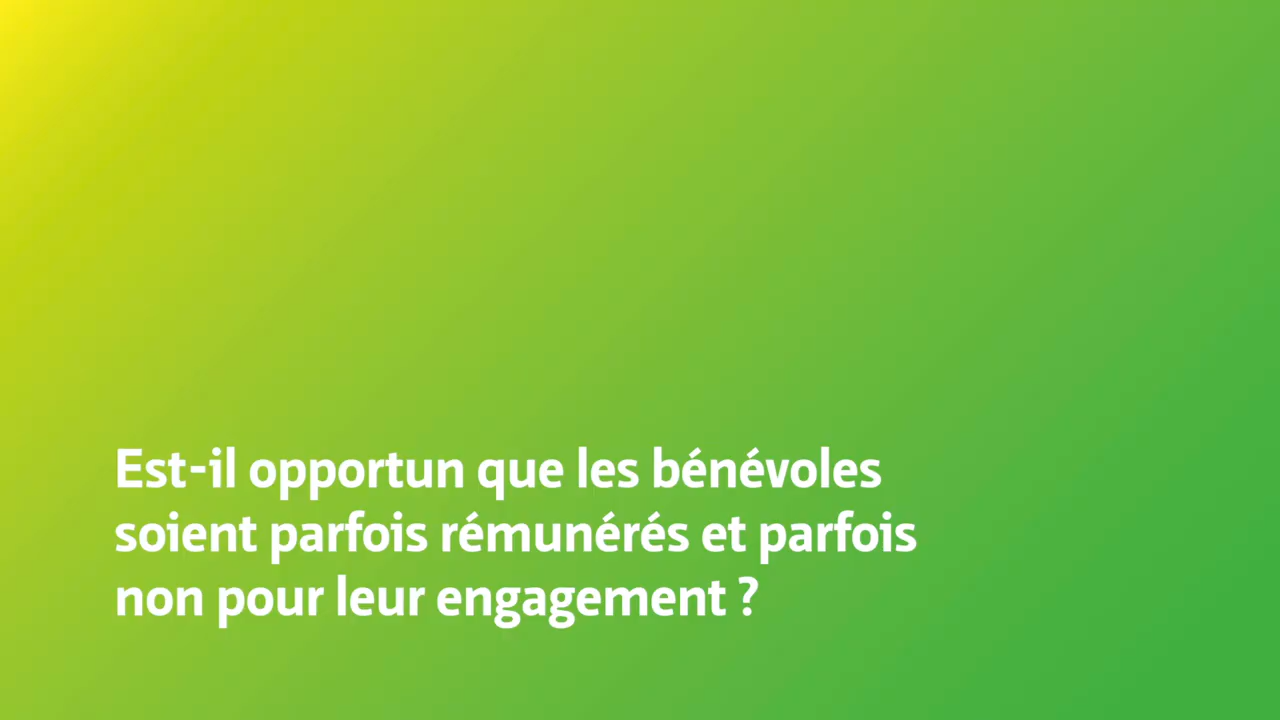 Est-il opportun que les bénévoles
soient parfois rémunérés et parfois
non pour leur engagement ?